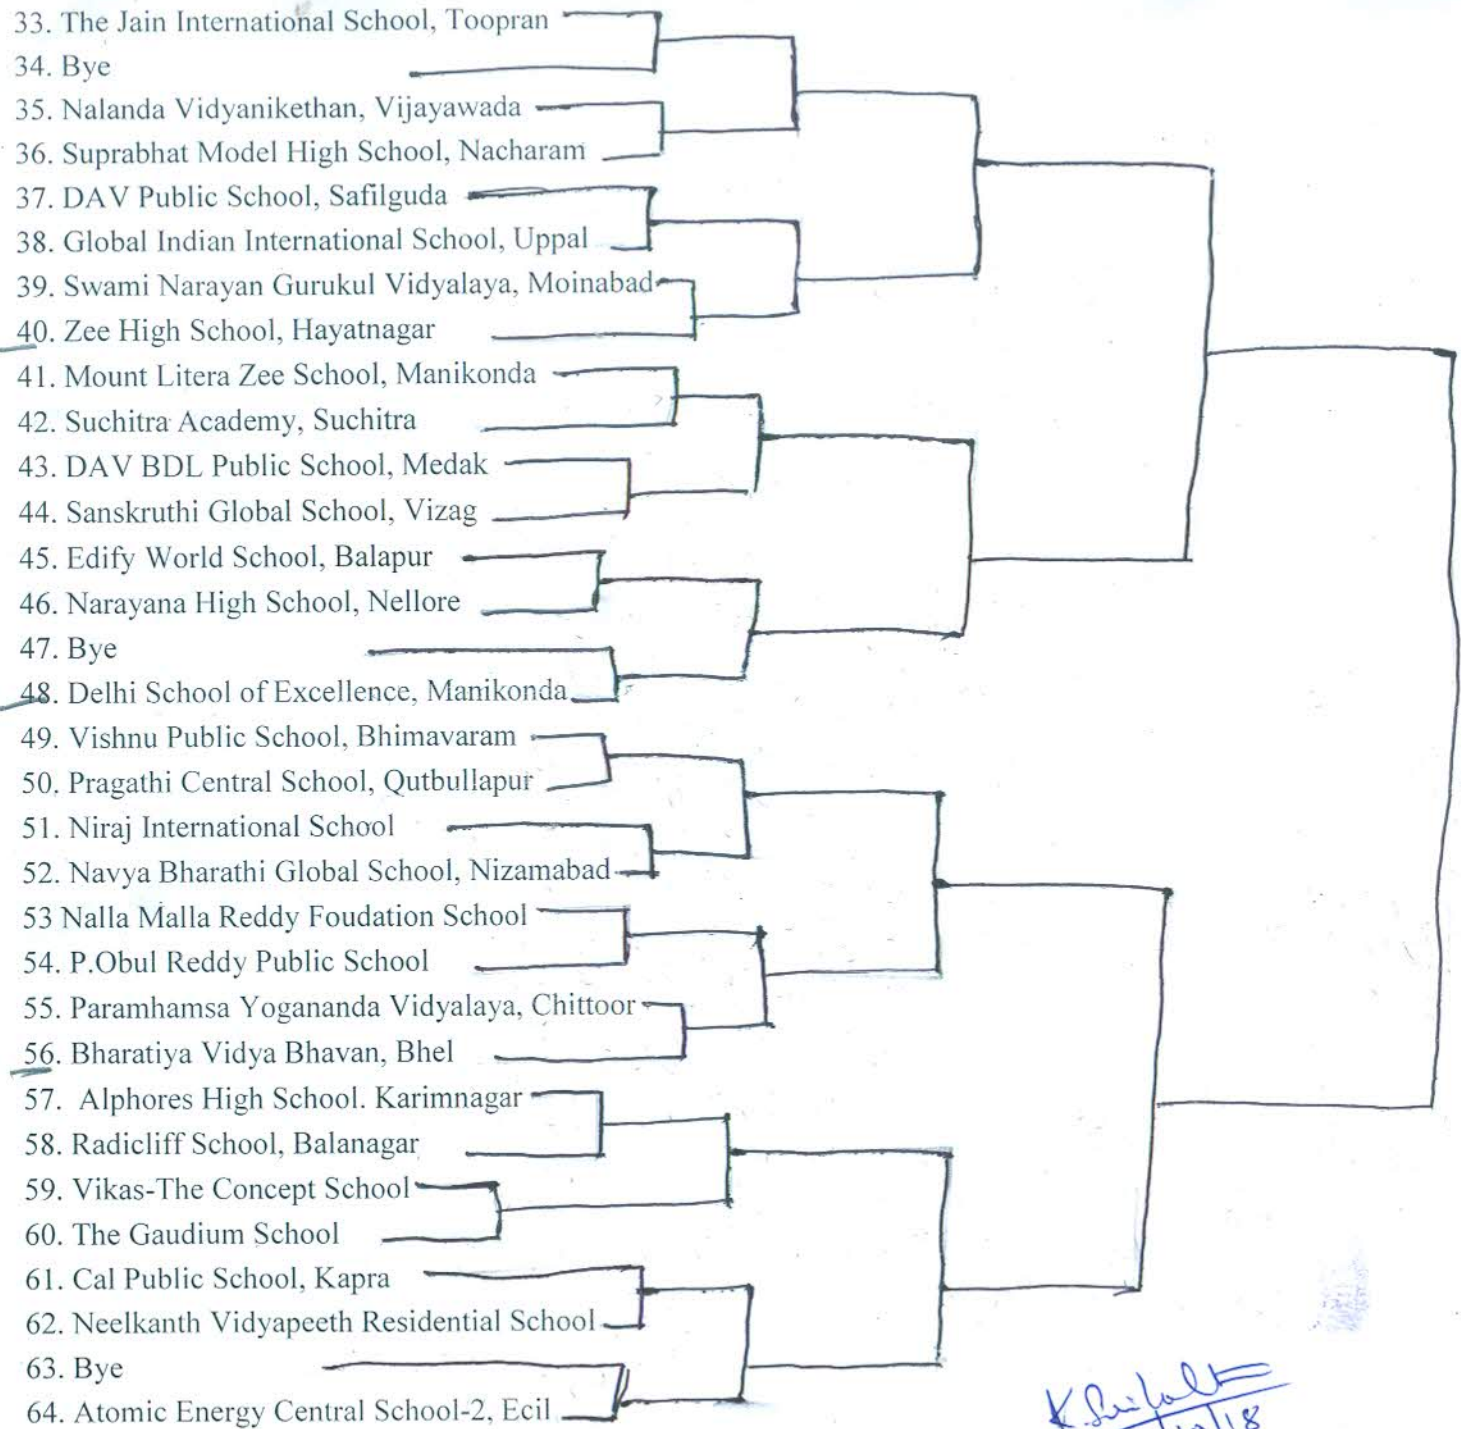 33. The Jain International School, Toopran
34. Bye
35. Nalanda Vidyanikethan, Vijayawada
36. Suprabhat Model High School, Nacharam
37. DAV Public School, Safilguda
38. Global Indian International School, Uppal
39. Swami Narayan Gurukul Vidyalaya, Moinabad
40. Zee High School, Hayatnagar
41. Mount Litera Zee School, Manikonda
42. Suchitra Academy, Suchitra
43. DAV BDL Public School, Medak
44. Sanskruthi Global School, Vizag
45. Edify World School, Balapur
46. Narayana High School, Nellore
47. Bye
48. Delhi School of Excellence, Manikonda
49. Vishnu Public School, Bhimavaram
50. Pragathi Central School, Qutbullapur
51. Niraj International School
52. Navya Bharathi Global School, Nizamabad
53 Nalla Malla Reddy Foudation School
54. P.Obul Reddy Public School
55. Paramhamsa Yogananda Vidyalaya, Chittoor
56. Bharatiya Vidya Bhavan, Bhel
57. Alphores High School. Karimnagar
58. Radicliff School, Balanagar
59. Vikas-The Concept School
60. The Gaudium School
61. Cal Public School, Kapra
62. Neelkanth Vidyapeeth Residential School
63. Bye
64. Atomic Energy Central School-2, Ecil